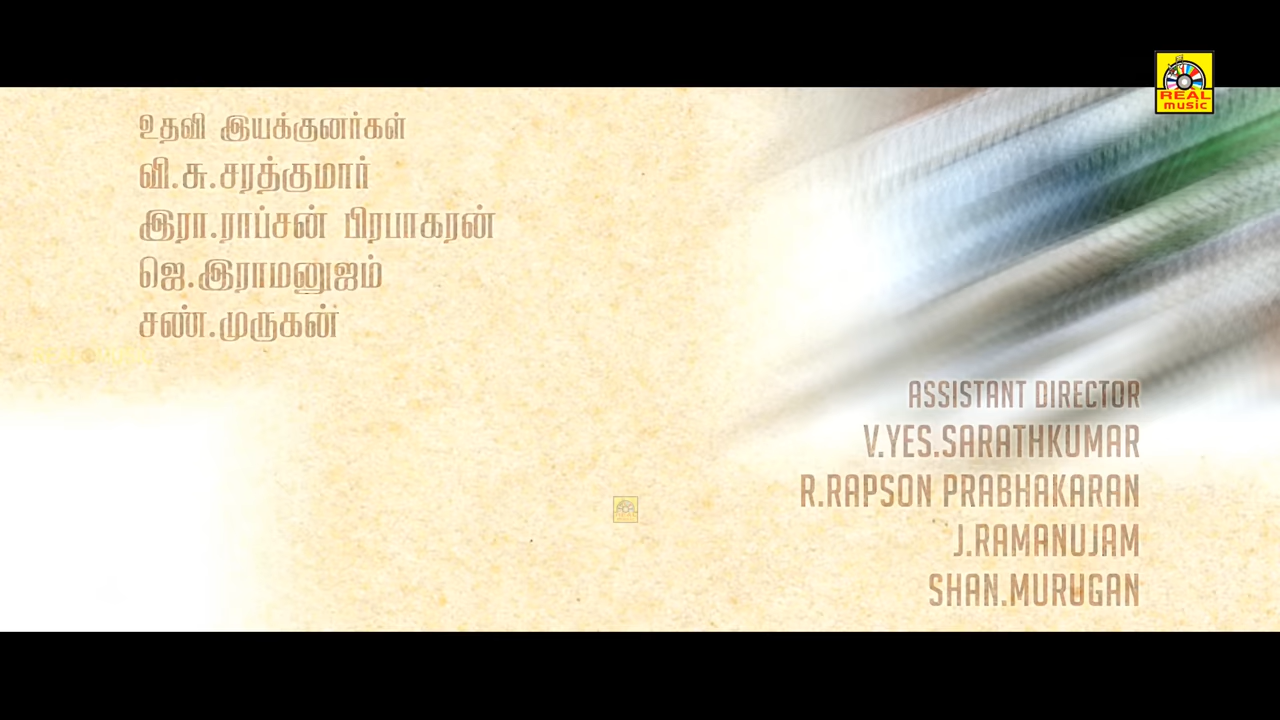 உதவி இயக்குனர்கள்
வி.சு.சரத்குமார்
இரா.ராப்சன் பிரபாகரன்
ஜெ.இராமனுஜம்
சண்.முருகன்
REAL
music
ASSISTANT DIRECTOR
V.YES.SARATHKUMAR
R.RAPSON PRABHAKARAN
J.RAMANUJAM
SHAN.MURUGAN